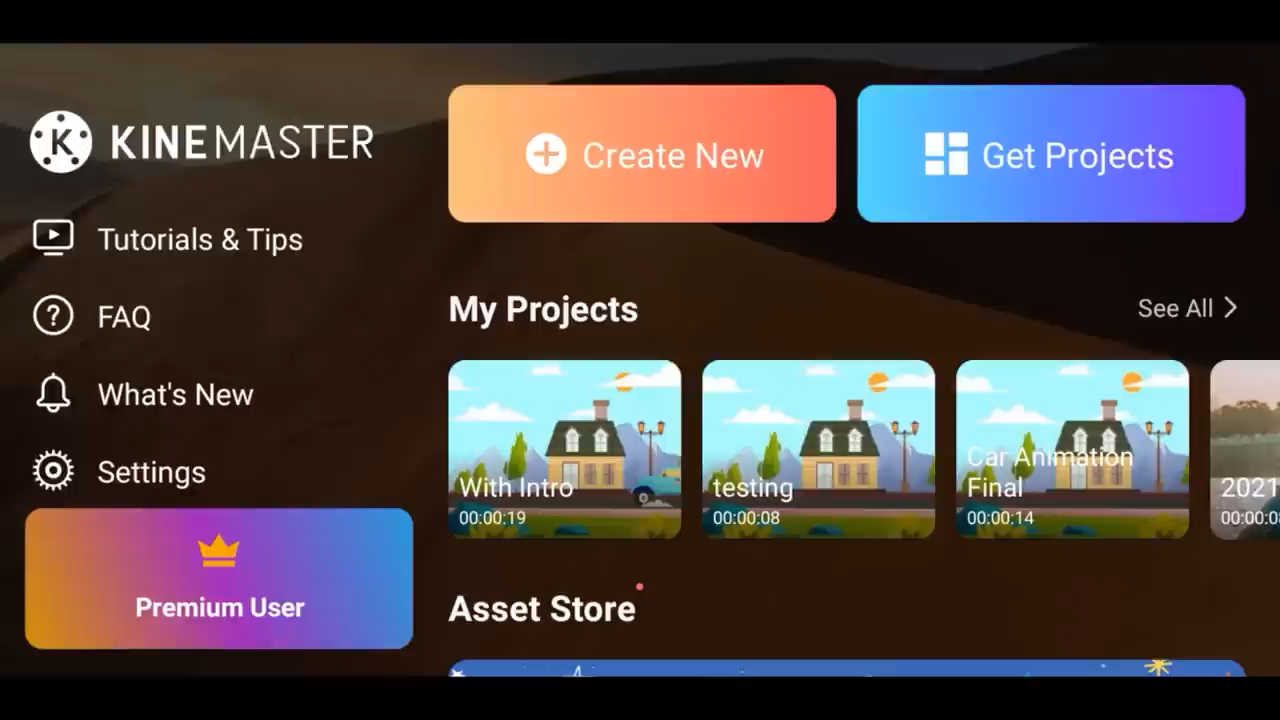 KINEMASTER
Tutorials & Tips
FAQ
What's New
Settings
Premium User
Create New
Get Projects
My Projects
See All
With Intro
00:00:19
testing
00:00:08
Car Animation
Final
00:00:14
2021
Asset Store